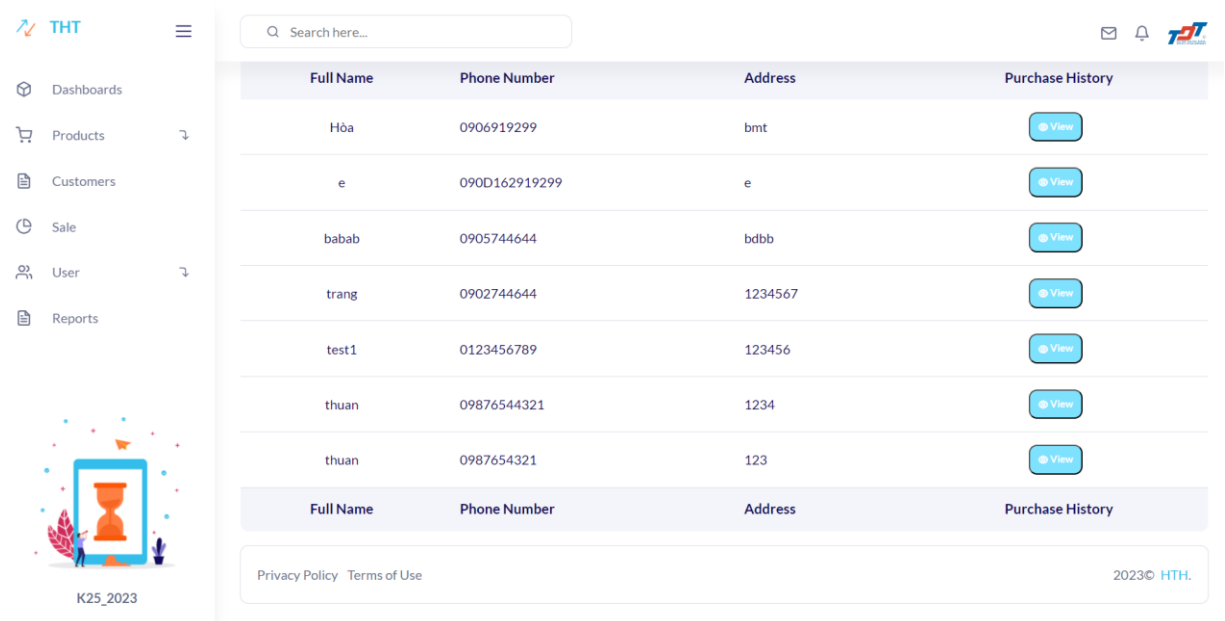 THT
Search here...
Dashboards
Products
Customers
Sale
User
Reports
K25_2023
Full Name Phone Number Address Purchase History
Hòa 0906919299 bmt View
e 090D162919299 e View
babab 0905744644 bdbb View
trang 0902744644 1234567 View
test1 0123456789 123456 View
thuan 09876544321 1234 View
thuan 0987654321 123 View
Full Name Phone Number Address Purchase History
Privacy Policy Terms of Use 2023© HTH.